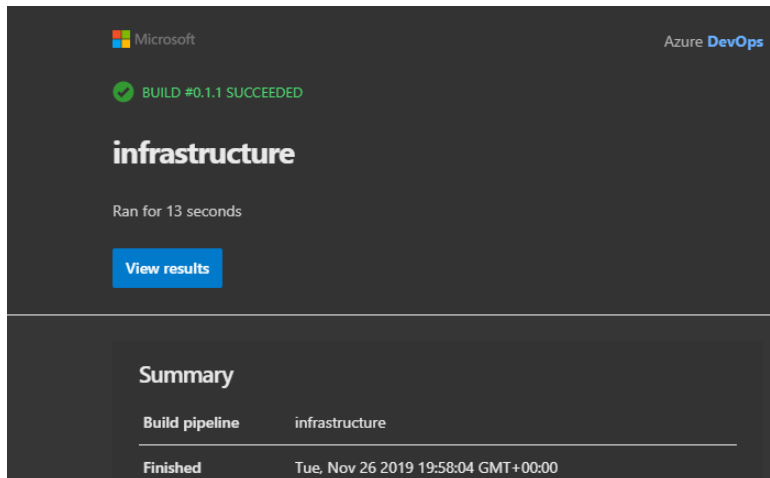 Microsoft
Azure DevOps
BUILD #0.1.1 SUCCEEDED
infrastructure
Ran for 13 seconds
View results
Summary
Build pipeline infrastructure
Finished Tue, Nov 26 2019 19:58:04 GMT+00:00